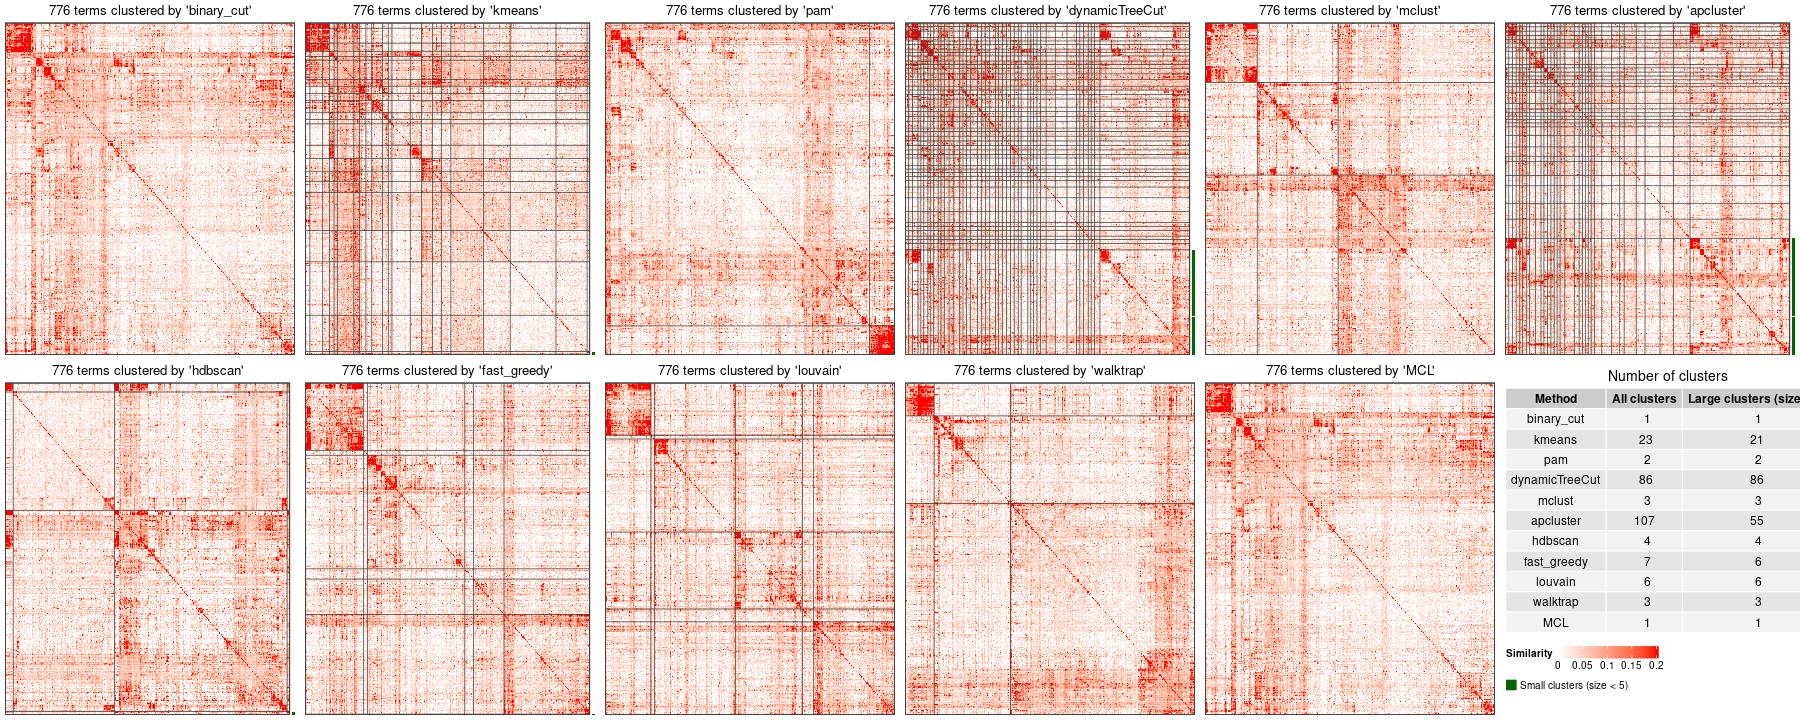 776 terms clustered by 'binary_cut'
776 terms clustered by 'kmeans'
776 terms clustered by 'pam'
776 terms clustered by 'dynamicTreeCut'
776 terms clustered by 'mclust'
776 terms clustered by 'apcluster'
776 terms clustered by 'hdbscan'
776 terms clustered by 'fast_greedy'
776 terms clustered by 'louvain'
776 terms clustered by 'walktrap'
776 terms clustered by 'MCL'
Number of clusters
Method All clusters Large clusters (size
binary_cut 1 1
kmeans 23 21
pam 2 2
dynamicTreeCut 86 86
mclust 3 3
apcluster 107 55
hdbscan 4 4
fast_greedy 7 6
louvain 6 6
walktrap 3 3
MCL 1 1
Similarity
0 0.05 0.1 0.15 0.2
Small clusters (size < 5)